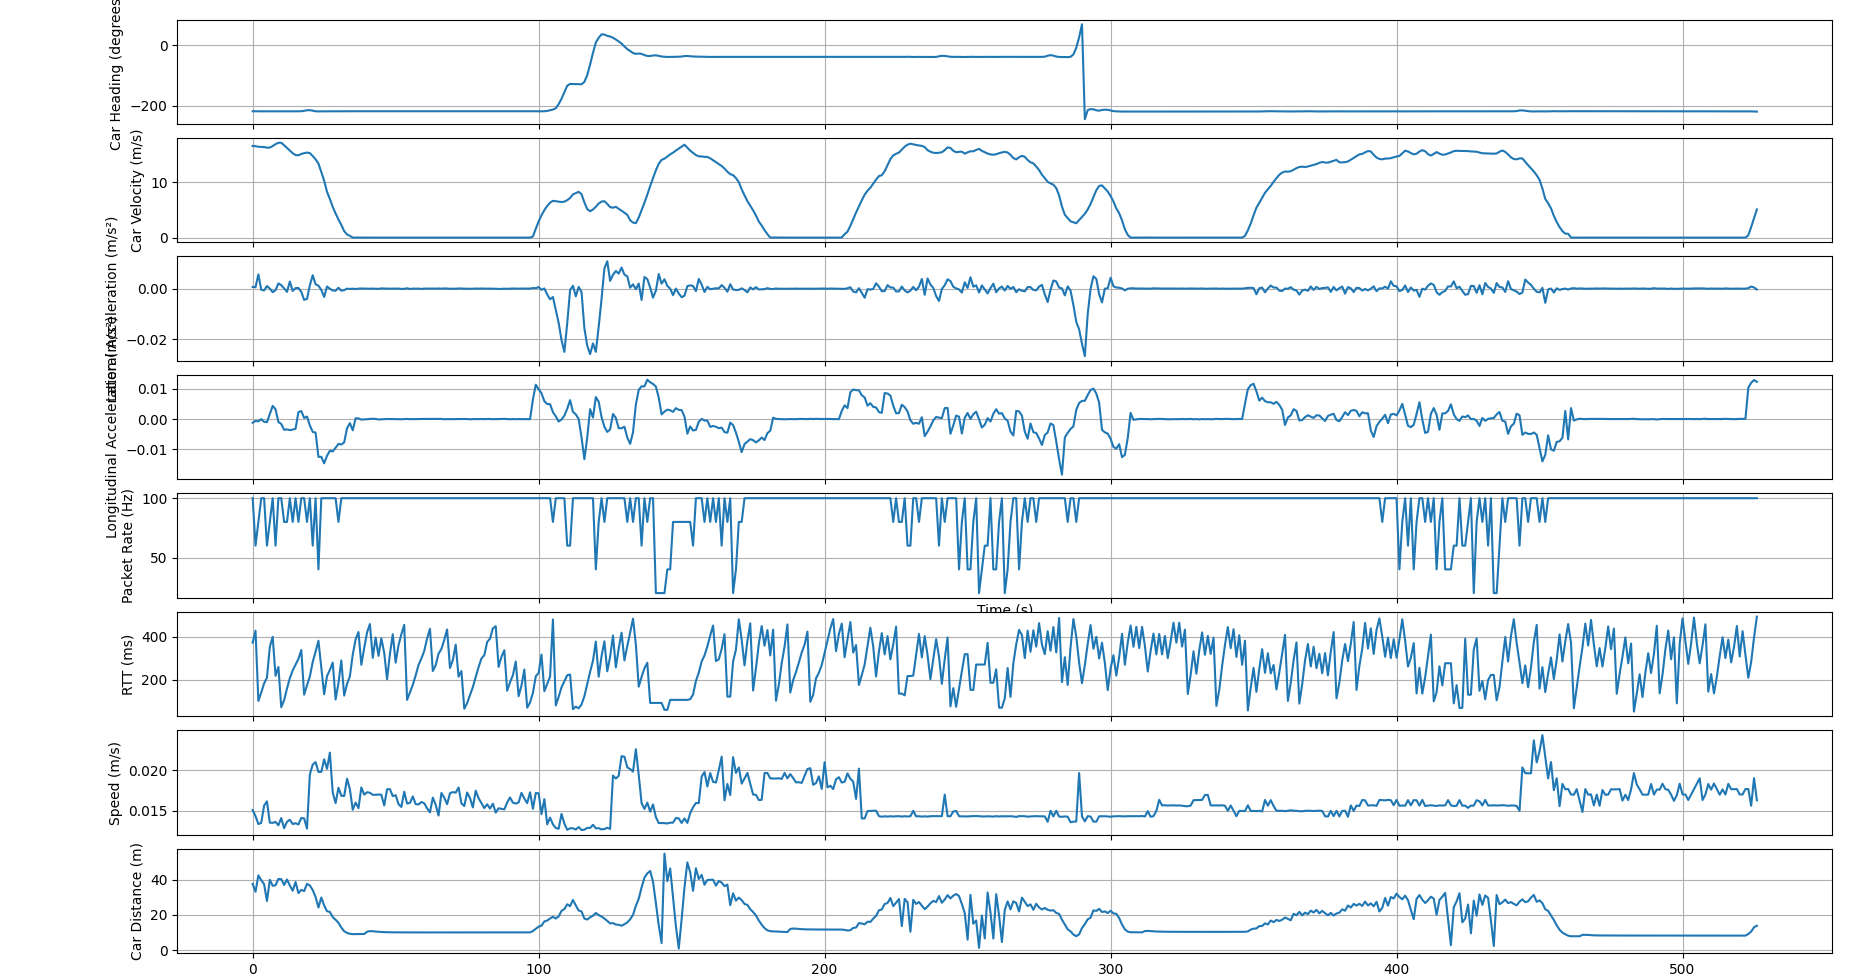 Car Heading (degrees
0
−200
Car Velocity (m/s)
10
0
Lateral Acceleration (m/s²)
0.00
−0.02
Longitudinal Acceleration (m/s²)
0.01
0.00
−0.01
Packet Rate (Hz)
100
50
Time (s)
RTT (ms)
400
200
Speed (m/s)
0.020
0.015
Car Distance (m)
40
20
0
0
100
200
300
400
500